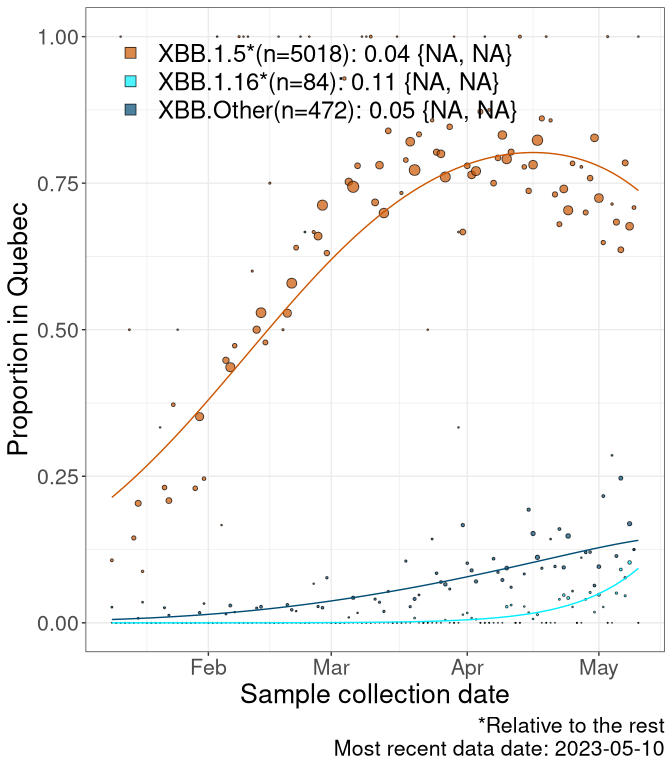 1.00
0.75
0.50
0.25
0.00
Proportion in Quebec
XBB.1.5*(n=5018): 0.04 {NA, NA}
XBB.1.16*(n=84): 0.11 {NA, NA}
XBB.Other(n=472): 0.05 {NA, NA}
Feb Mar Apr May
Sample collection date
*Relative to the rest
Most recent data date: 2023-05-10